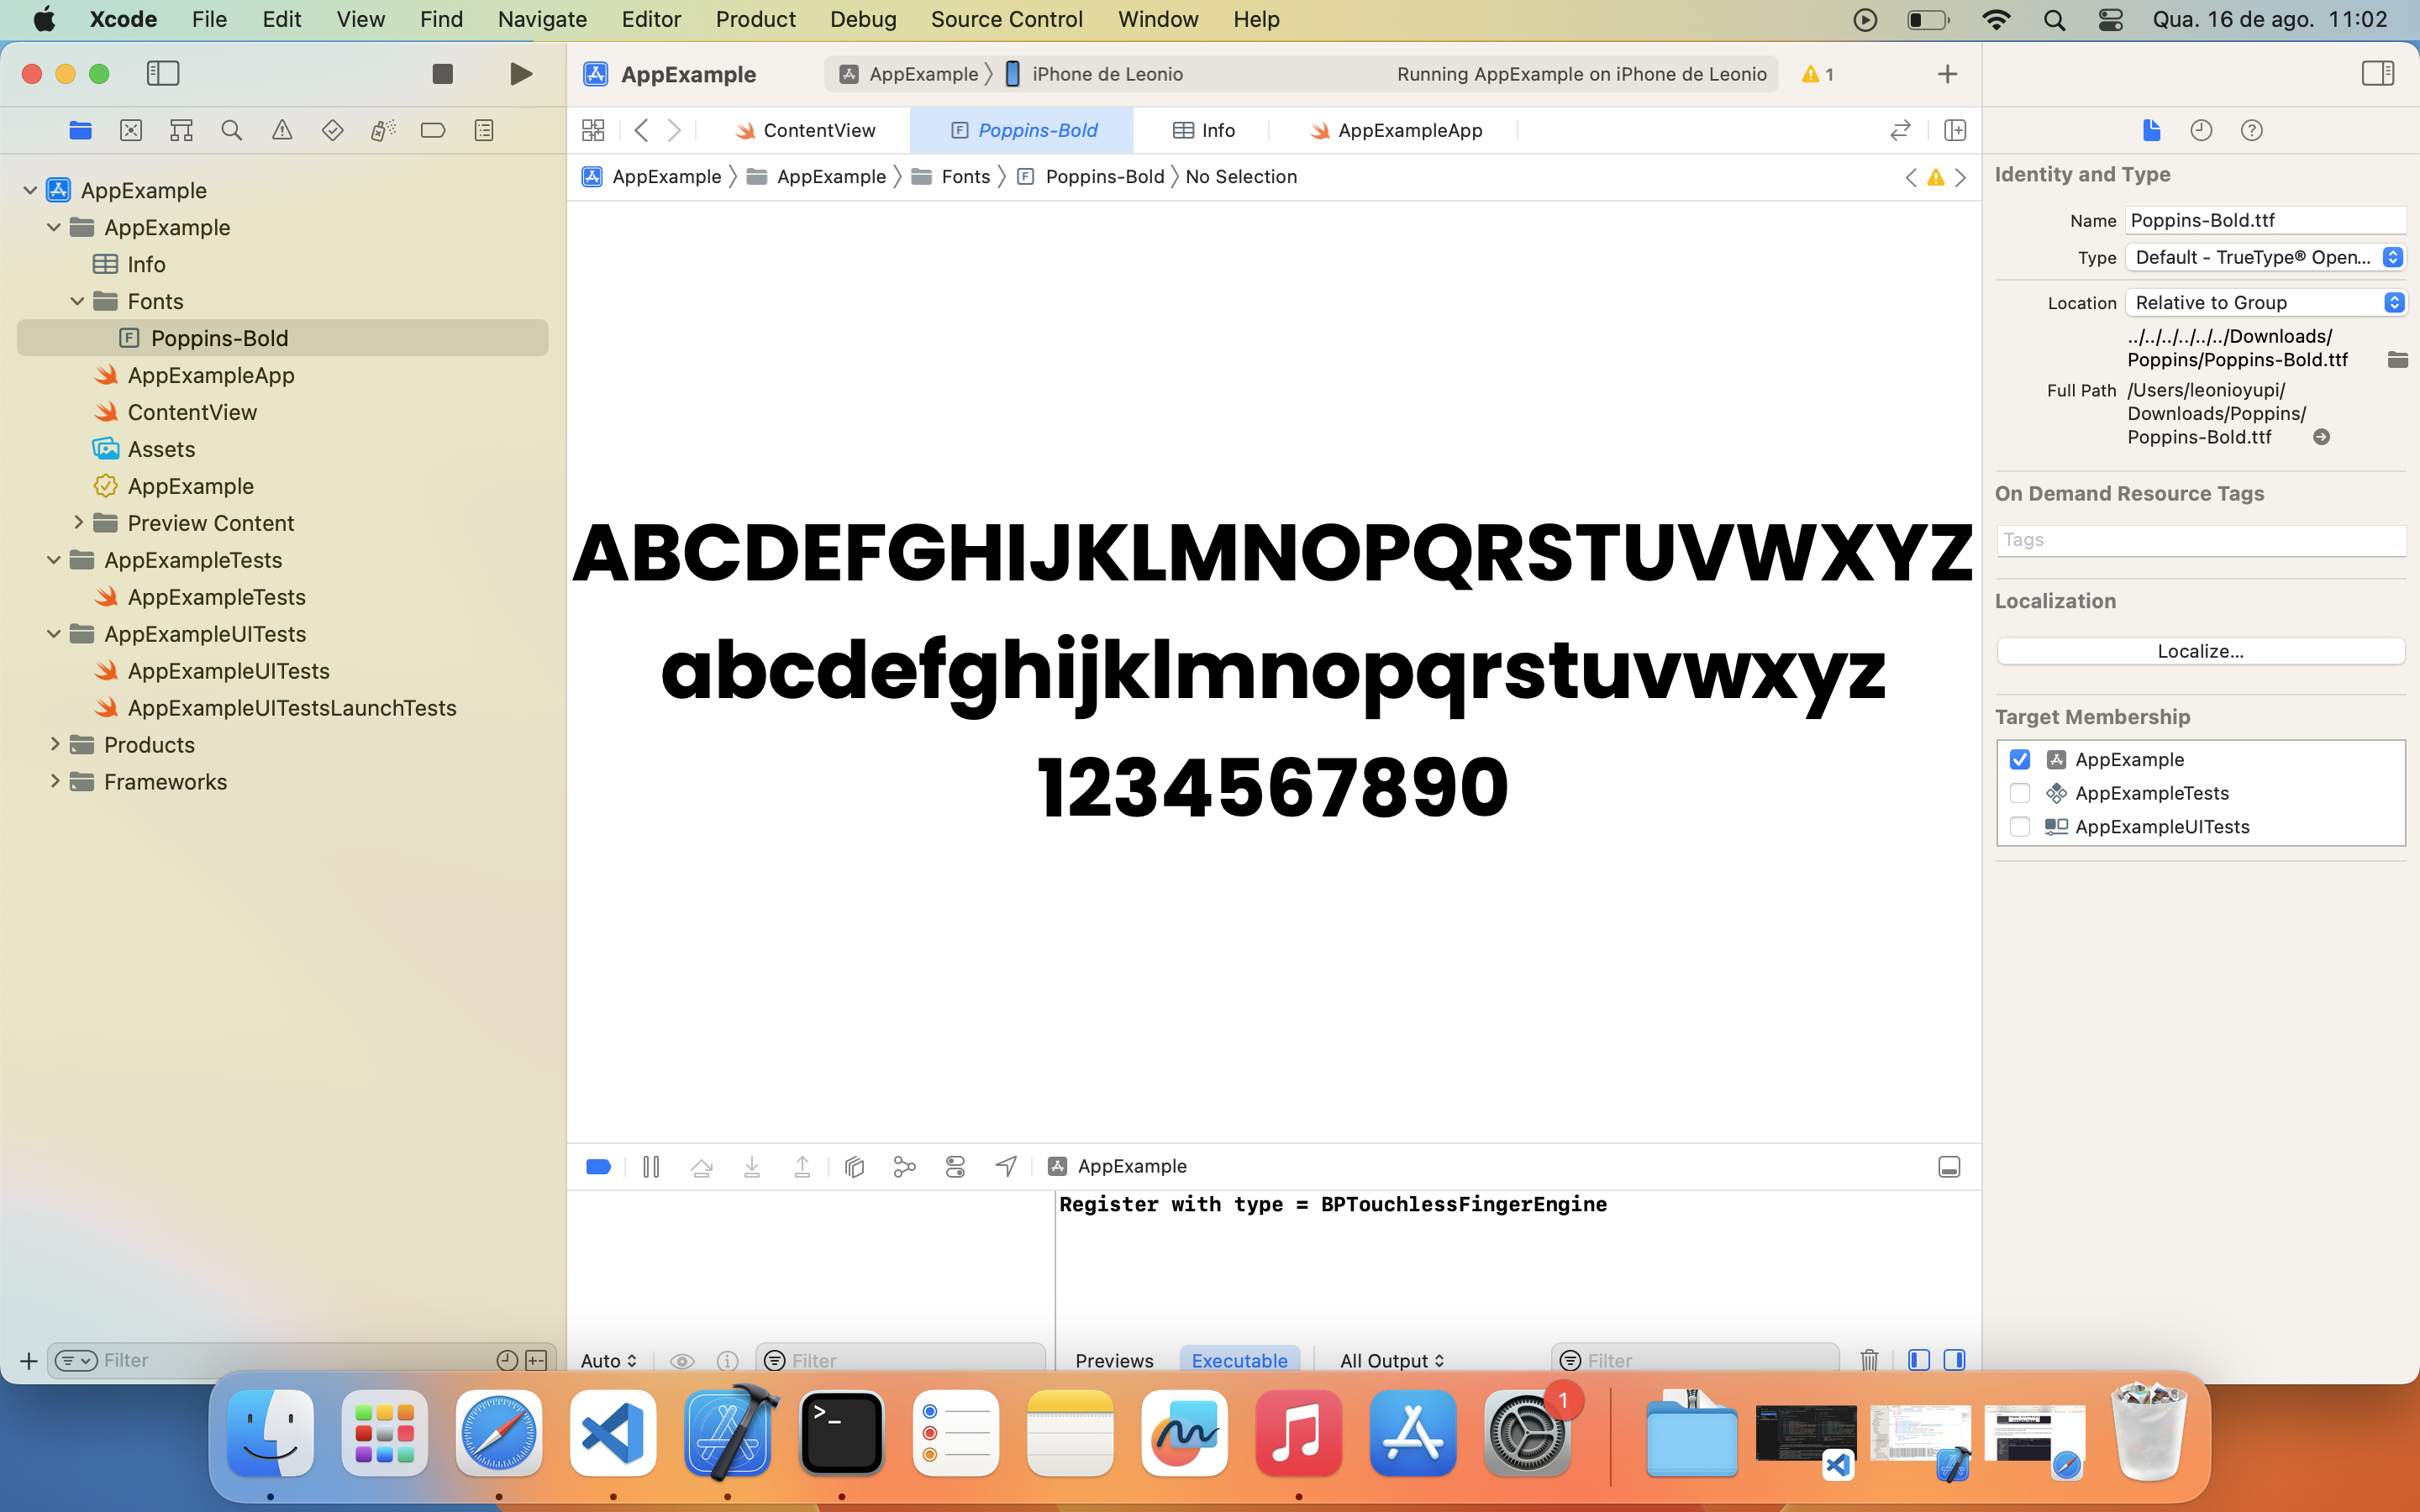 Xcode File Edit View Find Navigate Editor Product Debug Source Control Window Help Qua. 16 de ago. 11:02
AppExample AppExample iPhone de Leonio Running AppExample on iPhone de Leonio 1
ContentView Poppins-Bold Info AppExampleApp
AppExample AppExample Fonts Poppins-Bold No Selection
AppExample
AppExample
Info
Fonts
Poppins-Bold
AppExampleApp
ContentView
Assets
AppExample
Preview Content
AppExampleTests
AppExampleTests
AppExampleUITests
AppExampleUITests
AppExampleUITestsLaunchTests
Products
Frameworks
Filter
ABCDEFGHIJKLMNOPQRSTUVWXYZ
abcdefghijklmnopqrstuvwxyz
1234567890
AppExample
Register with type = BPTouchlessFingerEngine
Auto Filter
Previews Executable All Output Filter
Identity and Type
Name Poppins-Bold.ttf
Type Default - TrueType® Open...
Location Relative to Group
../../../../../../Downloads/
Poppins/Poppins-Bold.ttf
Full Path /Users/leonioyupi/
Downloads/Poppins/
Poppins-Bold.ttf
On Demand Resource Tags
Tags
Localization
Localize...
Target Membership
AppExample
AppExampleTests
AppExampleUITests
1